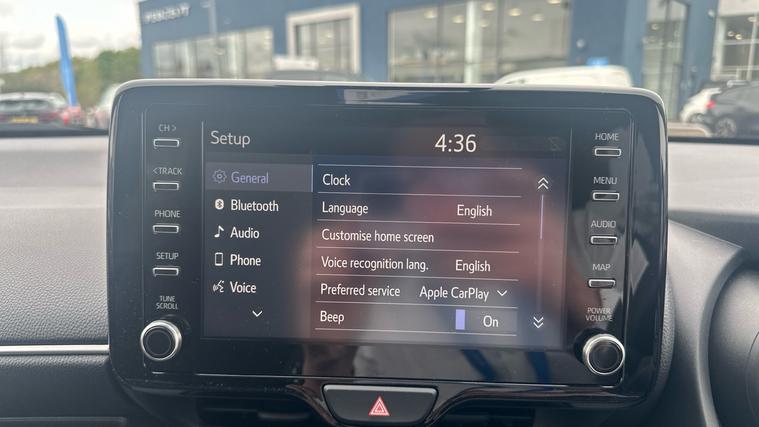 PEUGEOT
CH >
< TRACK
PHONE
SETUP
TUNE
SCROLL
Setup 4:36
General
Bluetooth
Audio
Phone
Voice
Clock
Language English
Customise home screen
Voice recognition lang. English
Preferred service Apple CarPlay
Beep On
HOME
MENU
AUDIO
MAP
POWER
VOLUME